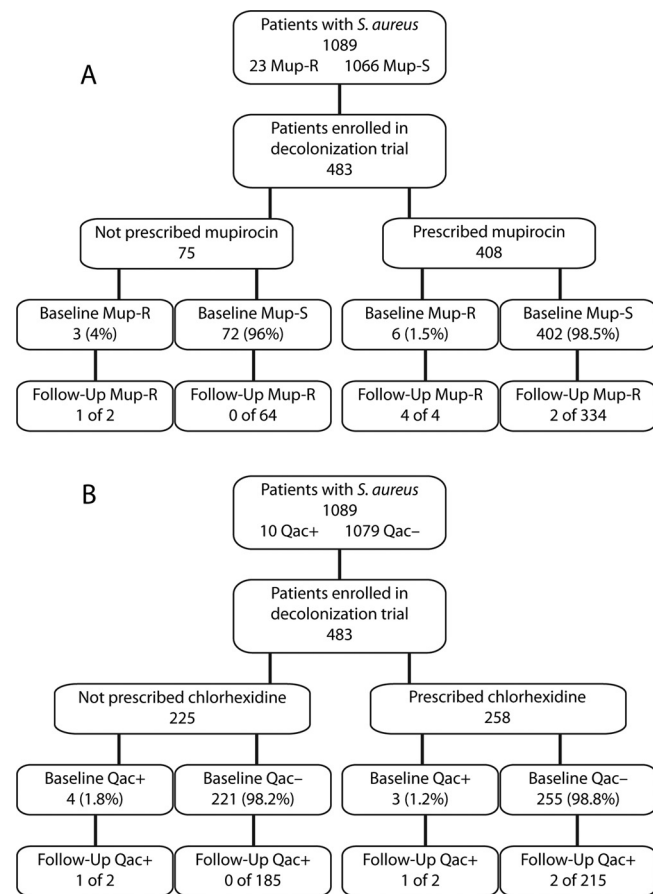 A
Patients with S. aureus
1089
23 Mup-R 1066 Mup-S
Patients enrolled in
decolonization trial
483
Not prescribed mupirocin
75
Prescribed mupirocin
408
Baseline Mup-R
3 (4%)
Baseline Mup-S
72 (96%)
Baseline Mup-R
6 (1.5%)
Baseline Mup-S
402 (98.5%)
Follow-Up Mup-R
1 of 2
Follow-Up Mup-R
0 of 64
Follow-Up Mup-R
4 of 4
Follow-Up Mup-R
2 of 334
B
Patients with S. aureus
1089
10 Qac+ 1079 Qac–
Patients enrolled in
decolonization trial
483
Not prescribed chlorhexidine
225
Prescribed chlorhexidine
258
Baseline Qac+
4 (1.8%)
Baseline Qac–
221 (98.2%)
Baseline Qac+
3 (1.2%)
Baseline Qac–
255 (98.8%)
Follow-Up Qac+
1 of 2
Follow-Up Qac+
0 of 185
Follow-Up Qac+
1 of 2
Follow-Up Qac+
2 of 215